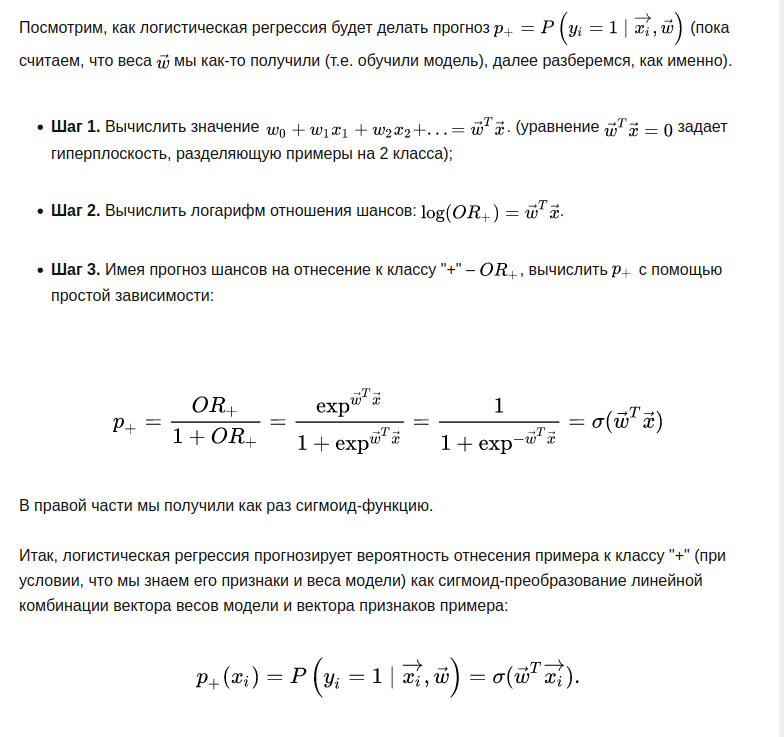 Посмотрим, как логистическая регрессия будет делать прогноз $p_+ = P\left(y_i = 1 \mid \overrightarrow{x_i}, \vec{w}\right)$ (пока
считаем, что веса $\vec{w}$ мы как-то получили (т.е. обучили модель), далее разберемся, как именно).
• Шаг 1. Вычислить значение $w_0 + w_1x_1 + w_2x_2 + \ldots = \vec{w}^T\vec{x}$. (уравнение $\vec{w}^T\vec{x} = 0$ задает
гиперплоскость, разделяющую примеры на 2 класса);
• Шаг 2. Вычислить логарифм отношения шансов: $\log(OR_+) = \vec{w}^T\vec{x}$.
• Шаг 3. Имея прогноз шансов на отнесение к классу "+" – $OR_+$, вычислить $p_+$ с помощью
простой зависимости:
$p_+ = \frac{OR_+}{1 + OR_+} = \frac{\exp^{\vec{w}^T\vec{x}}}{1 + \exp^{\vec{w}^T\vec{x}}} = \frac{1}{1 + \exp^{-\vec{w}^T\vec{x}}} = \sigma(\vec{w}^T\vec{x})$
В правой части мы получили как раз сигмоид-функцию.
Итак, логистическая регрессия прогнозирует вероятность отнесения примера к классу "+" (при
условии, что мы знаем его признаки и веса модели) как сигмоид-преобразование линейной
комбинации вектора весов модели и вектора признаков примера:
$p_+(x_i) = P\left(y_i = 1 \mid \overrightarrow{x_i}, \vec{w}\right) = \sigma(\vec{w}^T\overrightarrow{x_i}).$